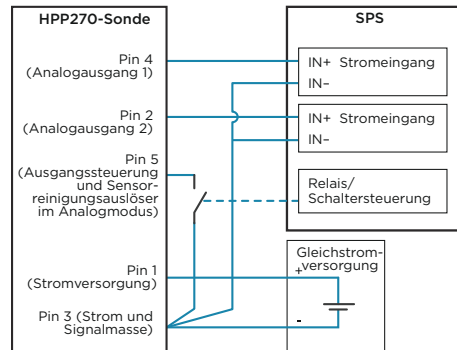 HPP270-Sonde
SPS
Pin 4
(Analogausgang 1)
IN+ Stromeingang
IN–
Pin 2
(Analogausgang 2)
IN+ Stromeingang
IN–
Pin 5
(Ausgangssteuerung
und Sensor-
reinigungsauslöser
im Analogmodus)
Relais/
Schaltersteuerung
Pin 1
(Stromversorgung)
Gleichstrom-
versorgung
+
-
Pin 3 (Strom und
Signalmasse)